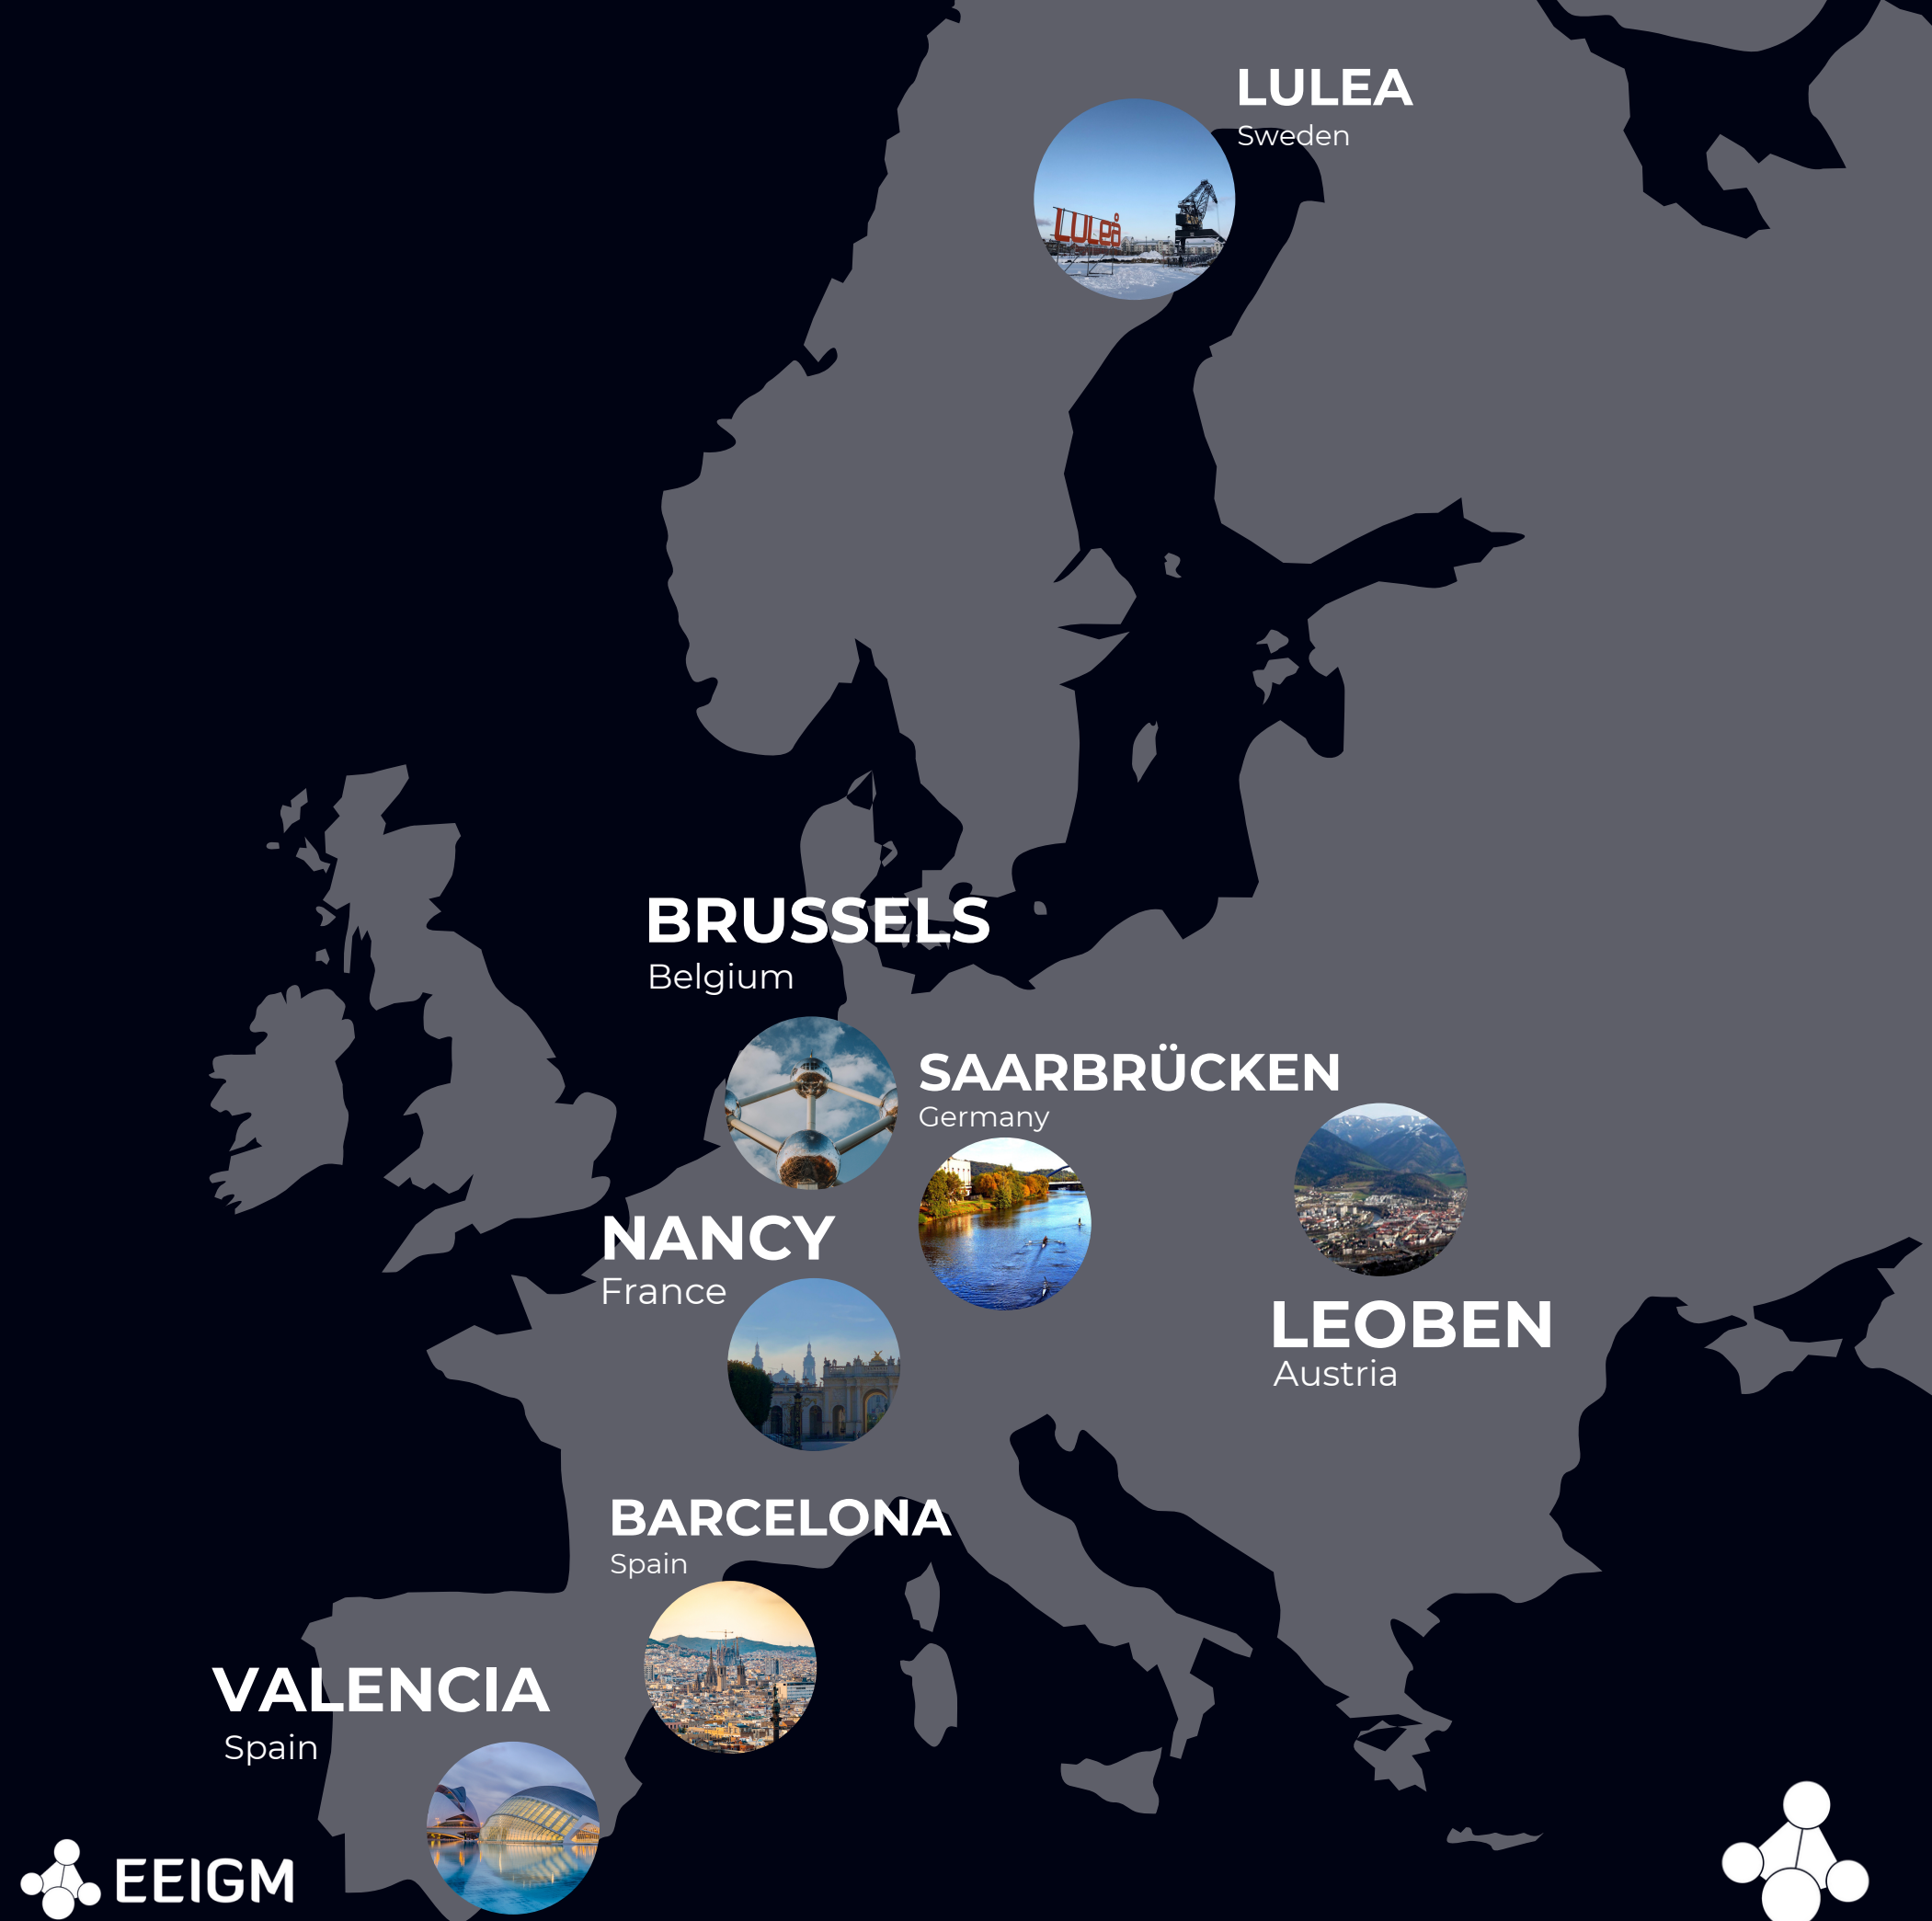 LULEA
Sweden
LULEå
BRUSSELS
Belgium
SAARBRÜCKEN
Germany
NANCY
France
LEOBEN
Austria
BARCELONA
Spain
VALENCIA
Spain
EEIGM